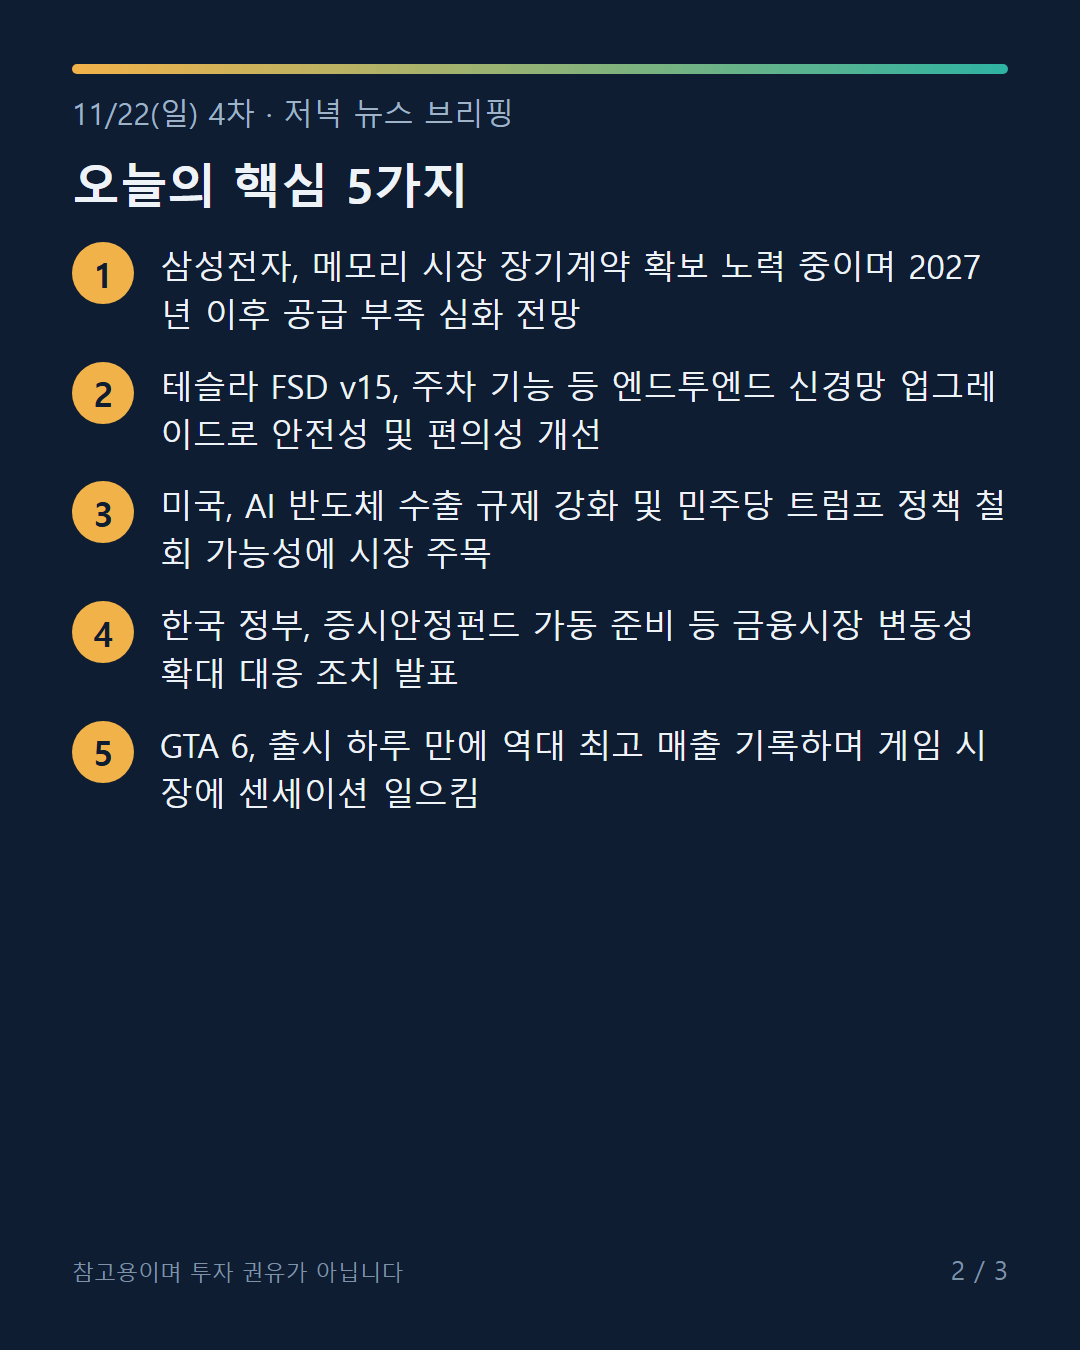 11/22(일) 4차 · 저녁 뉴스 브리핑
오늘의 핵심 5가지
1 삼성전자, 메모리 시장 장기계약 확보 노력 중이며 2027
년 이후 공급 부족 심화 전망
2 테슬라 FSD v15, 주차 기능 등 엔드투엔드 신경망 업그레
이드로 안전성 및 편의성 개선
3 미국, AI 반도체 수출 규제 강화 및 민주당 트럼프 정책 철
회 가능성에 시장 주목
4 한국 정부, 증시안정펀드 가동 준비 등 금융시장 변동성
확대 대응 조치 발표
5 GTA 6, 출시 하루 만에 역대 최고 매출 기록하며 게임 시
장에 센세이션 일으킴
참고용이며 투자 권유가 아닙니다
2 / 3